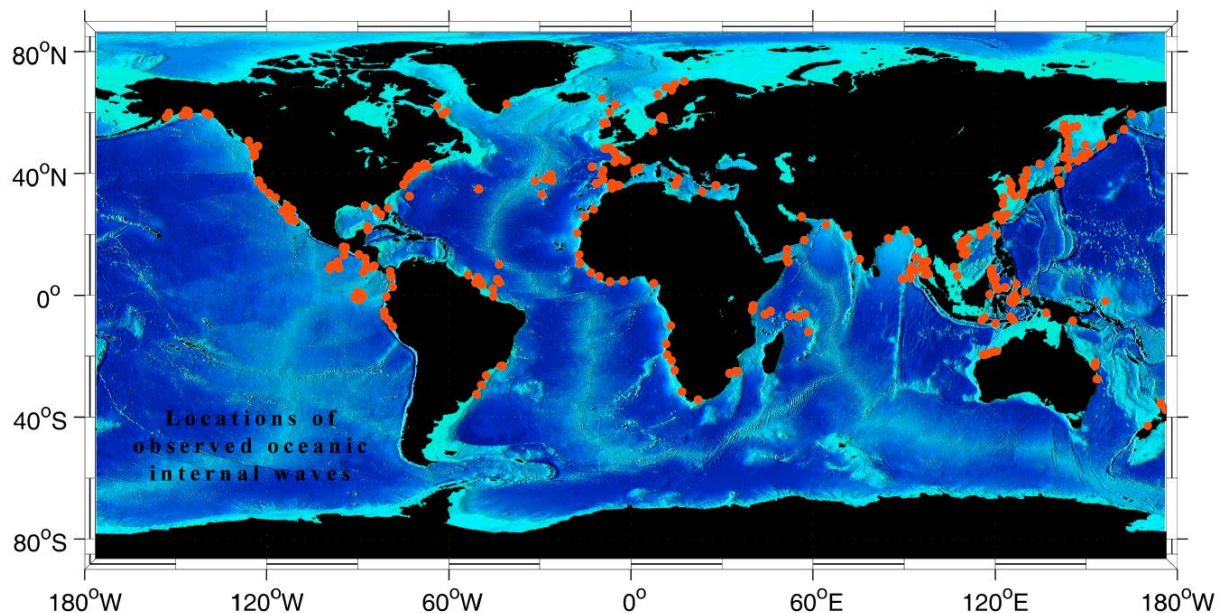 80°N
40°N
0°
40°S
80°S
Locations of
observed oceanic
internal waves
180°W
120°W
60°W
0°
60°E
120°E
180°W